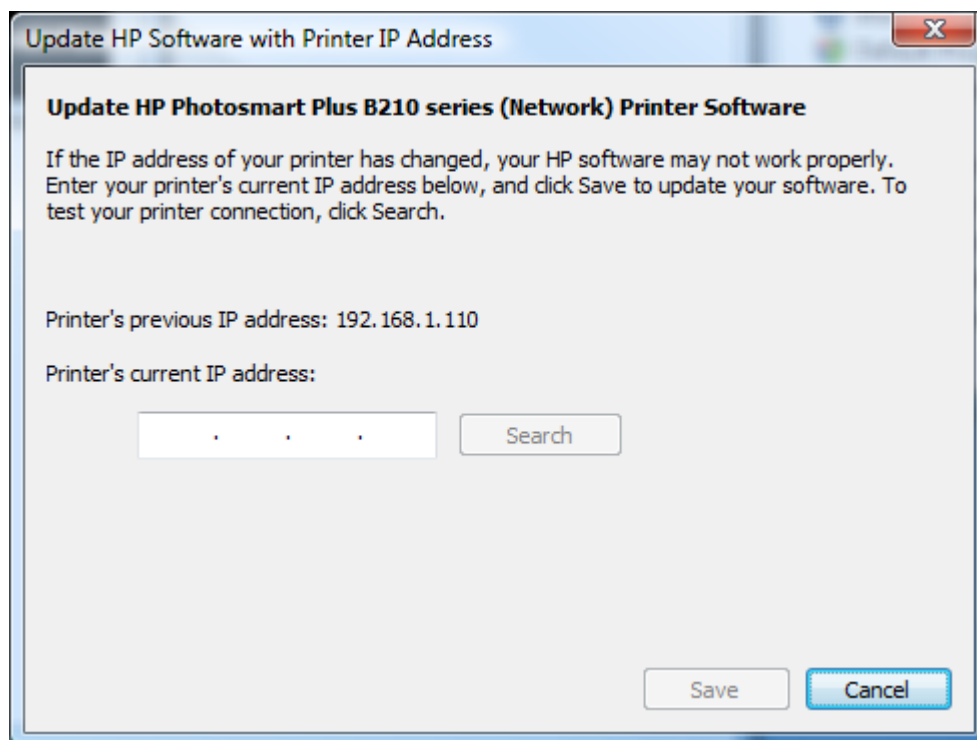 Update HP Software with Printer IP Address
Update HP Photosmart Plus B210 series (Network) Printer Software
If the IP address of your printer has changed, your HP software may not work properly.
Enter your printer's current IP address below, and click Save to update your software. To
test your printer connection, click Search.
Printer's previous IP address: 192.168.1.110
Printer's current IP address:
. . . Search
Save Cancel